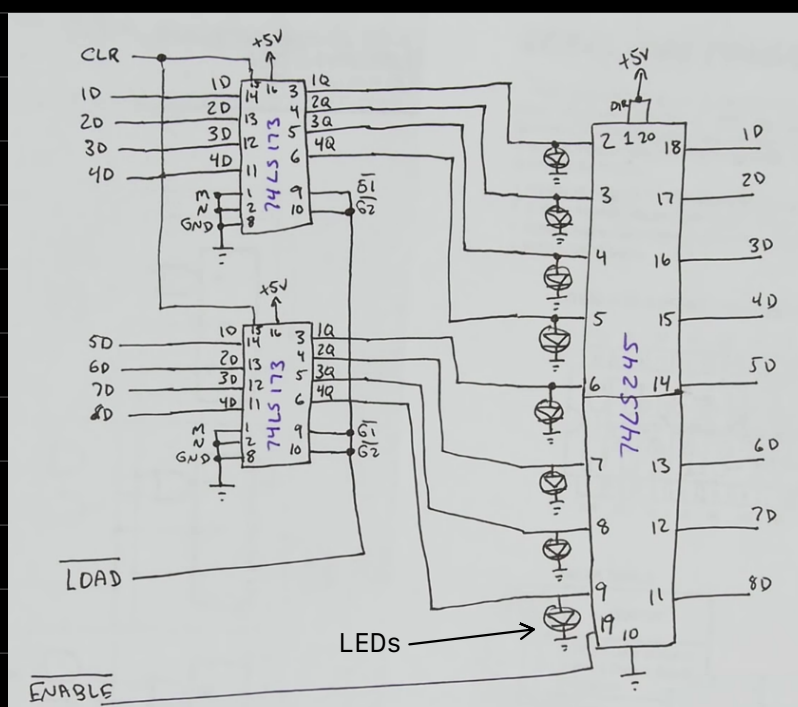 CLR
+5V
1D 1D 14 15 16 3 1Q
2D 2D 13 4 2Q
3D 3D 12 5 3Q
4D 4D 11 6 4Q
74LS173
M 1 9 G1
N 2 10 G2
GND 8
+5V
5D 1D 14 15 16 3 1Q
6D 2D 13 4 2Q
7D 3D 12 5 3Q
8D 4D 11 6 4Q
74LS173
M 1 9 G1
N 2 10 G2
GND 8
LOAD
ENABLE
LEDs
+5V
DIR
2 1 20 18 1D
3 17 2D
4 16 3D
5 15 4D
6 14 5D
7 13 6D
8 12 7D
9 11 8D
19 10
74LS245